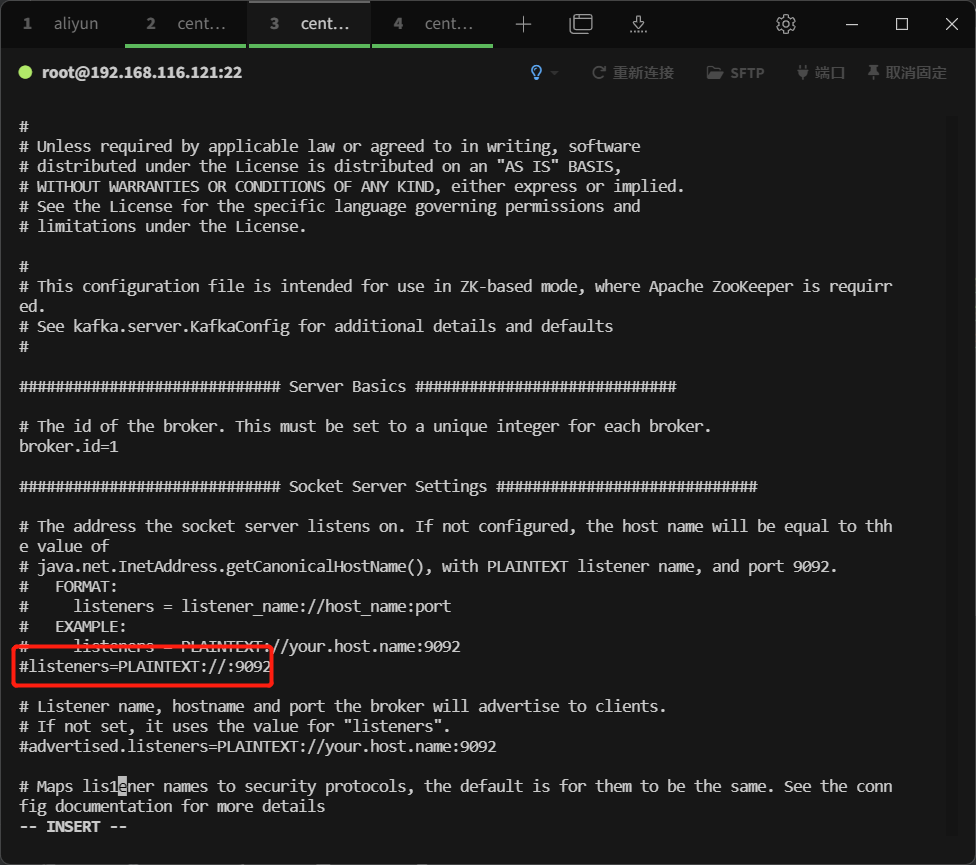 1 aliyun 2 cent... 3 cent... 4 cent...
root@192.168.116.121:22 重新连接 SFTP 端口 取消固定
#
# Unless required by applicable law or agreed to in writing, software
# distributed under the License is distributed on an "AS IS" BASIS,
# WITHOUT WARRANTIES OR CONDITIONS OF ANY KIND, either express or implied.
# See the License for the specific language governing permissions and
# limitations under the License.
#
# This configuration file is intended for use in ZK-based mode, where Apache ZooKeeper is requirr
ed.
# See kafka.server.KafkaConfig for additional details and defaults
#
############################# Server Basics #############################
# The id of the broker. This must be set to a unique integer for each broker.
broker.id=1
############################# Socket Server Settings #############################
# The address the socket server listens on. If not configured, the host name will be equal to thh
e value of
# java.net.InetAddress.getCanonicalHostName(), with PLAINTEXT listener name, and port 9092.
#   FORMAT:
#     listeners = listener_name://host_name:port
#   EXAMPLE:
#     listeners = PLAINTEXT://your.host.name:9092
#listeners=PLAINTEXT://:9092
# Listener name, hostname and port the broker will advertise to clients.
# If not set, it uses the value for "listeners".
#advertised.listeners=PLAINTEXT://your.host.name:9092
# Maps lis1ener names to security protocols, the default is for them to be the same. See the conn
fig documentation for more details
-- INSERT --